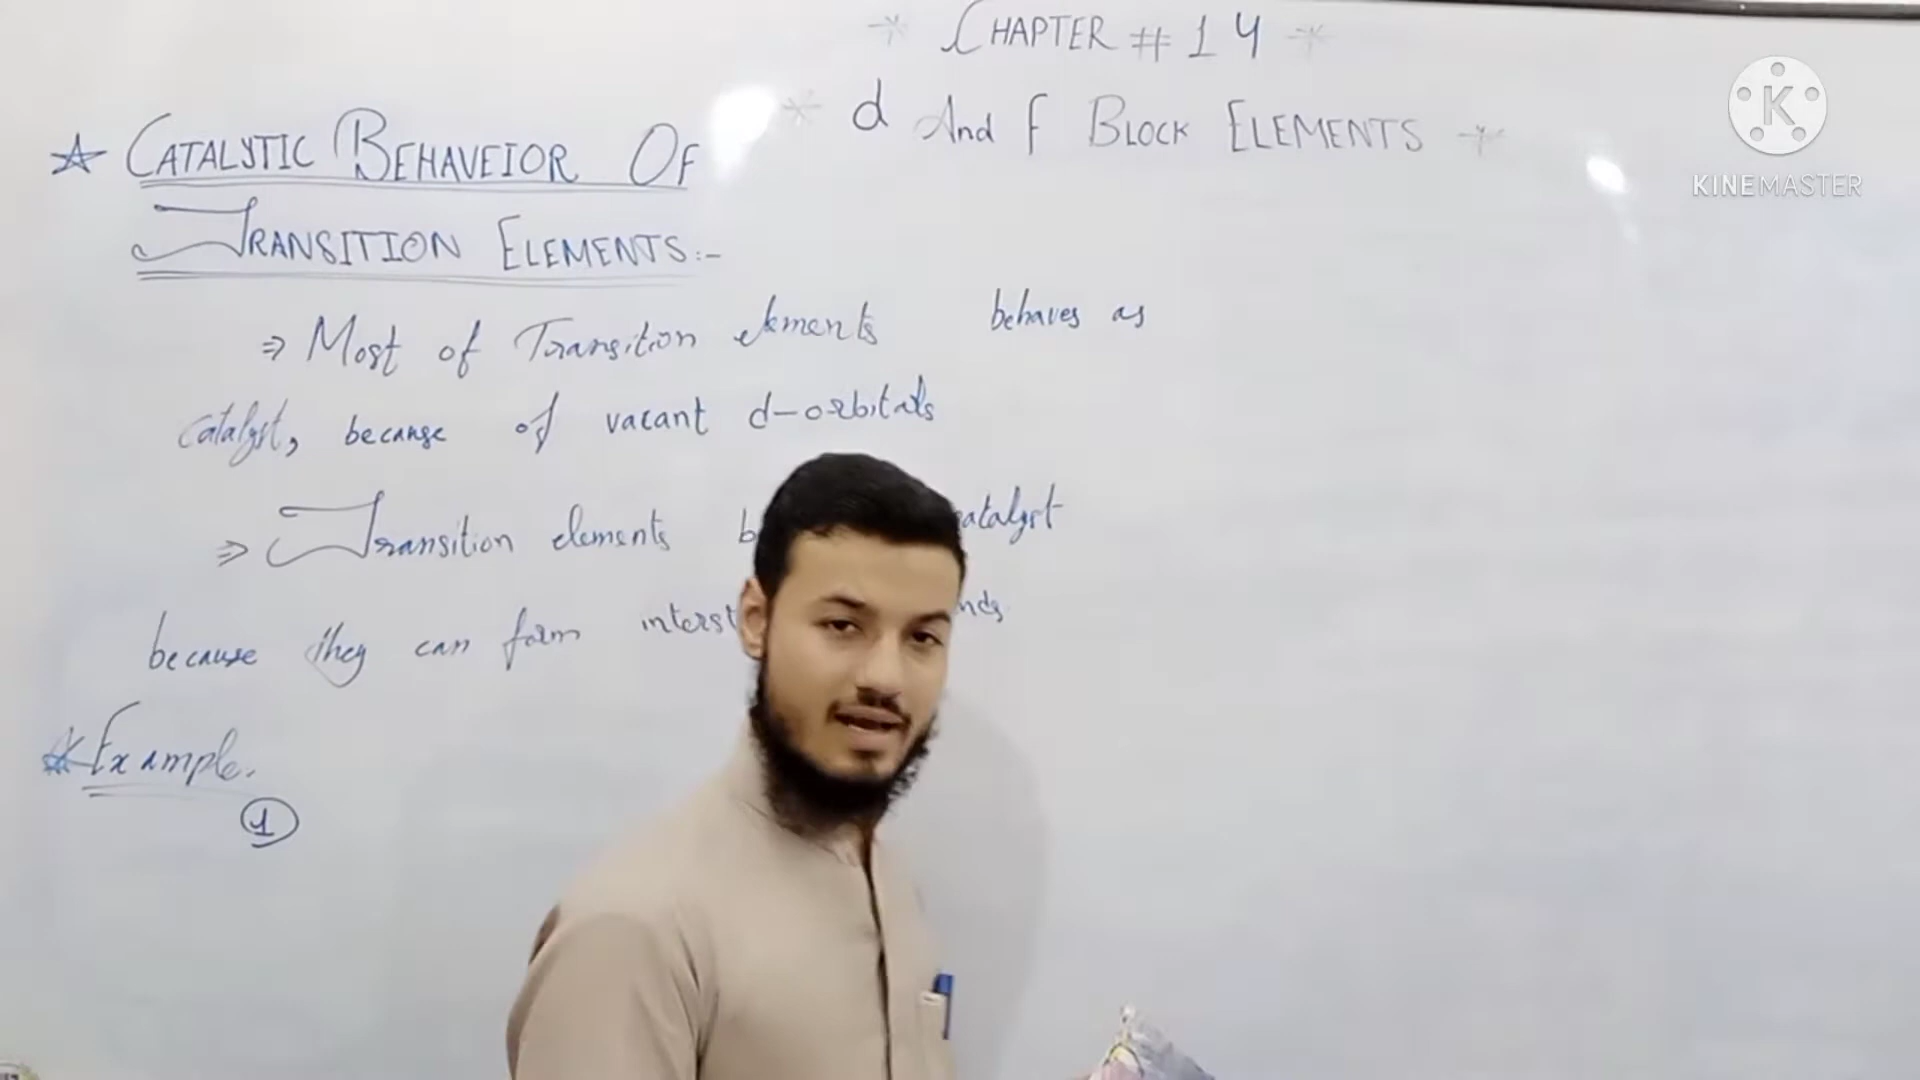 CHAPTER # 14
d And f BLOCK ELEMENTS
CATALYTIC BEHAVEIOR OF
TRANSITION ELEMENTS:-
⇒ Most of Transition elements behaves as
catalyst, because of vacant d-orbitals
⇒ Transition elements b catalyst
because they can form interst nds
Example.
1
K
KINEMASTER